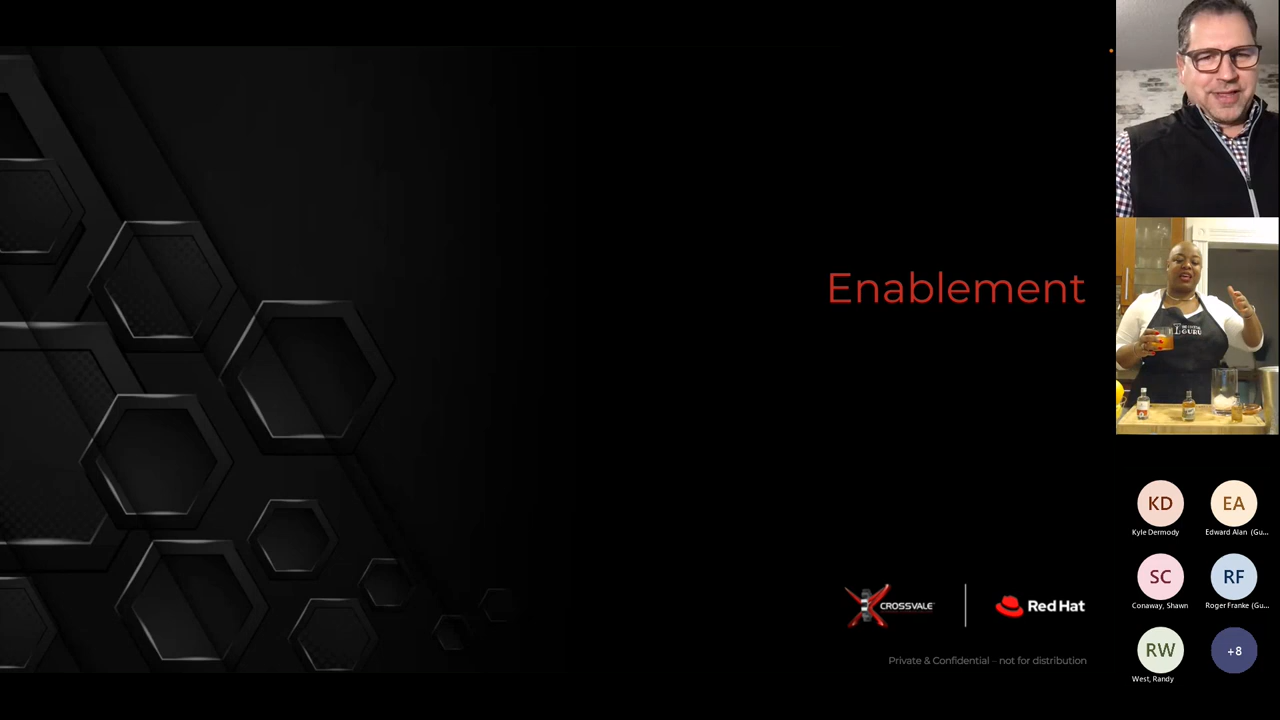 Enablement
CROSSVALE
Red Hat
Private & Confidential - not for distribution
GURU
KD
EA
Kyle Dermody
Edward Alan (Gu...
SC
RF
Conaway, Shawn
Roger Franke (Gu...
RW
+8
West, Randy